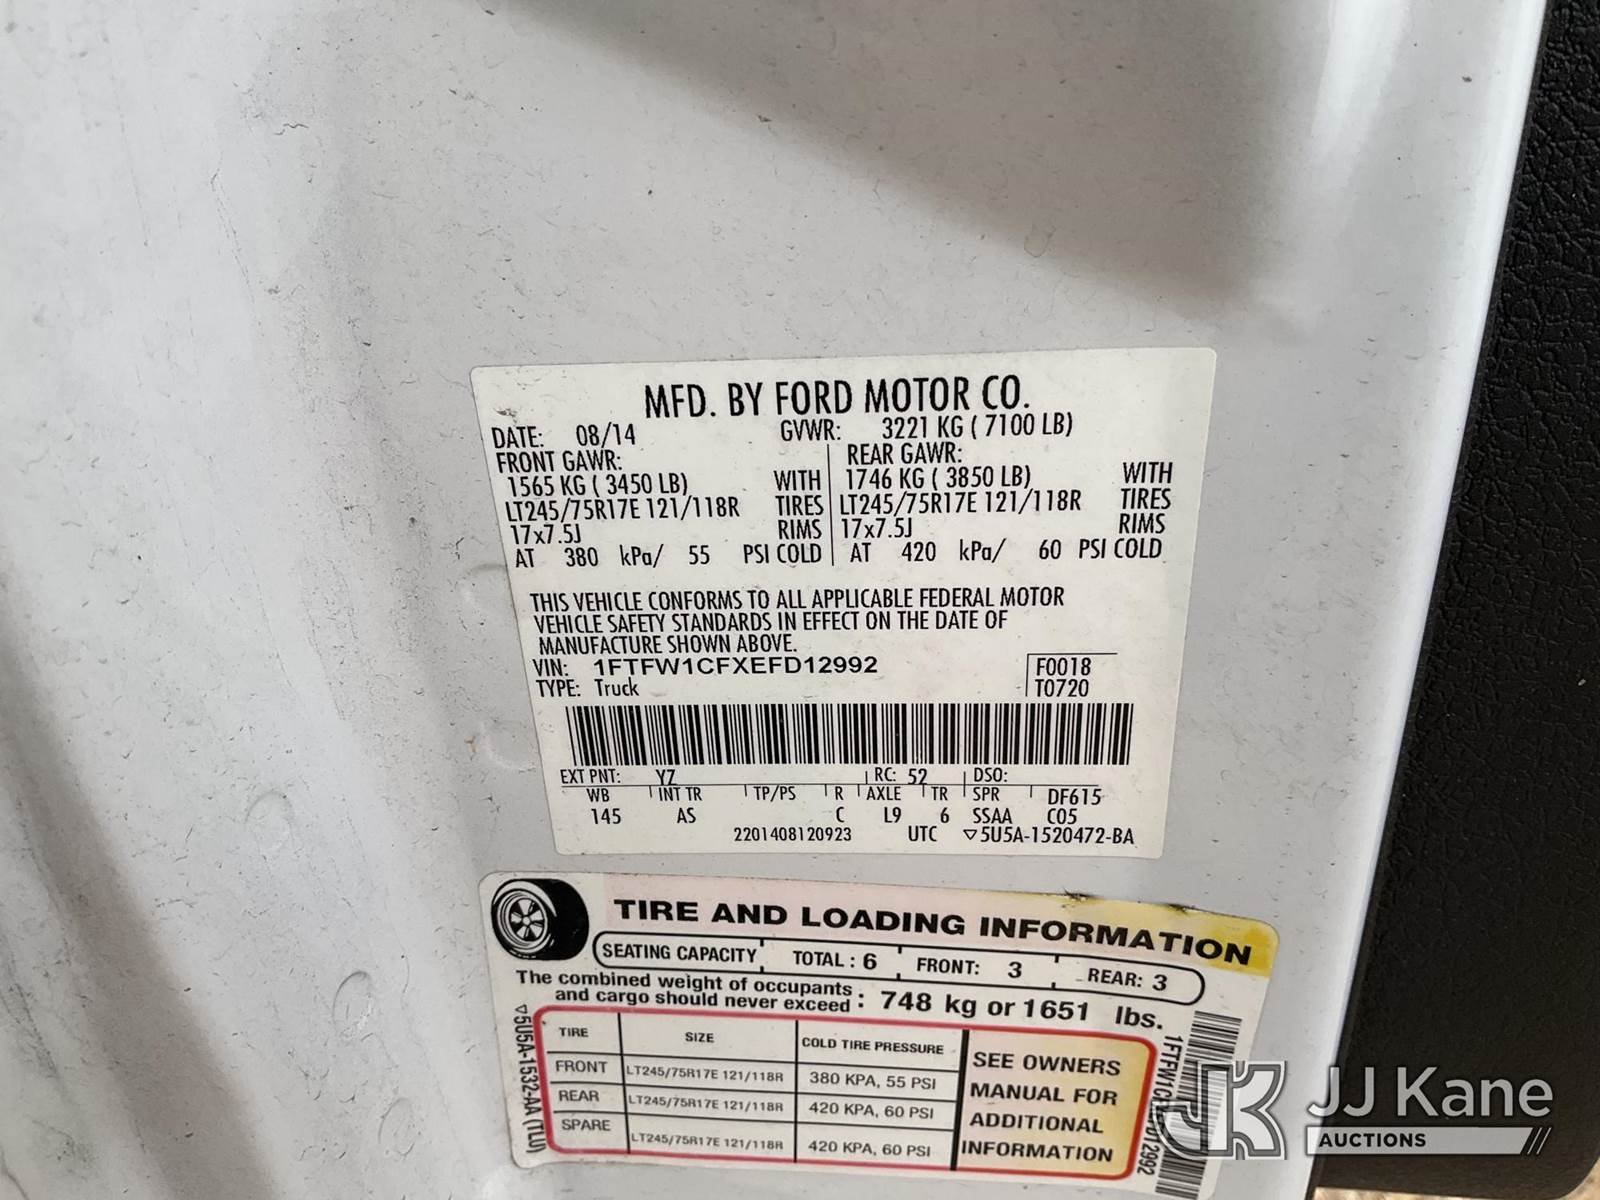 MFD. BY FORD MOTOR CO.
DATE: 08/14 GVWR: 3221 KG ( 7100 LB)
FRONT GAWR: REAR GAWR:
1565 KG ( 3450 LB) WITH 1746 KG ( 3850 LB) WITH
LT245/75R17E 121/118R TIRES LT245/75R17E 121/118R TIRES
17x7.5J RIMS 17x7.5J RIMS
AT 380 kPa/ 55 PSI COLD AT 420 kPa/ 60 PSI COLD
THIS VEHICLE CONFORMS TO ALL APPLICABLE FEDERAL MOTOR
VEHICLE SAFETY STANDARDS IN EFFECT ON THE DATE OF
MANUFACTURE SHOWN ABOVE.
VIN: 1FTFW1CFXEFD12992 F0018
TYPE: Truck T0720
EXT PNT: YZ RC: 52 DSO:
WB INT TR TP/PS R AXLE TR SPR DF615
145 AS C L9 6 SSAA C05
2201408120923 UTC ▽5U5A-1520472-BA
TIRE AND LOADING INFORMATION
SEATING CAPACITY TOTAL : 6 FRONT: 3 REAR: 3
The combined weight of occupants
and cargo should never exceed : 748 kg or 1651 lbs.
TIRE SIZE COLD TIRE PRESSURE
FRONT LT245/75R17E 121/118R 380 KPA, 55 PSI
REAR LT245/75R17E 121/118R 420 KPA, 60 PSI
SPARE LT245/75R17E 121/118R 420 KPA, 60 PSI
SEE OWNERS
MANUAL FOR
ADDITIONAL
INFORMATION
▽5U5A-1532-AA (TLU)
JJ Kane
AUCTIONS